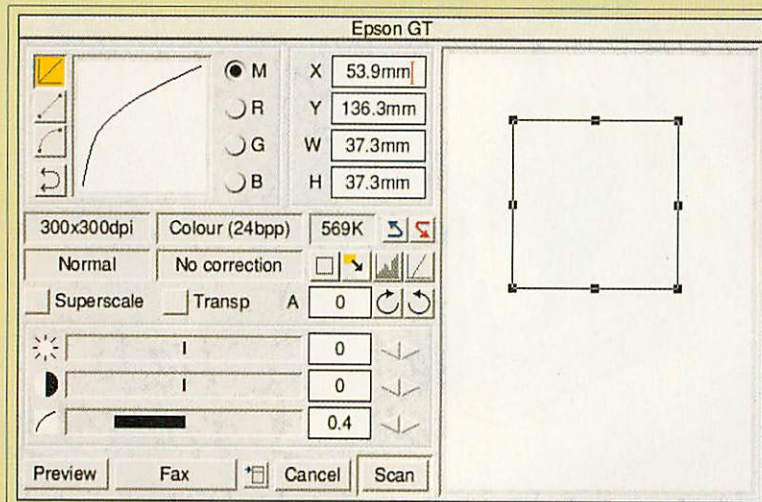 Epson GT
M X 53.9mm
R Y 136.3mm
G W 37.3mm
B H 37.3mm
300x300dpi Colour (24bpp) 569K
Normal No correction
Superscale Transp A 0
0
0
0.4
Preview Fax Cancel Scan